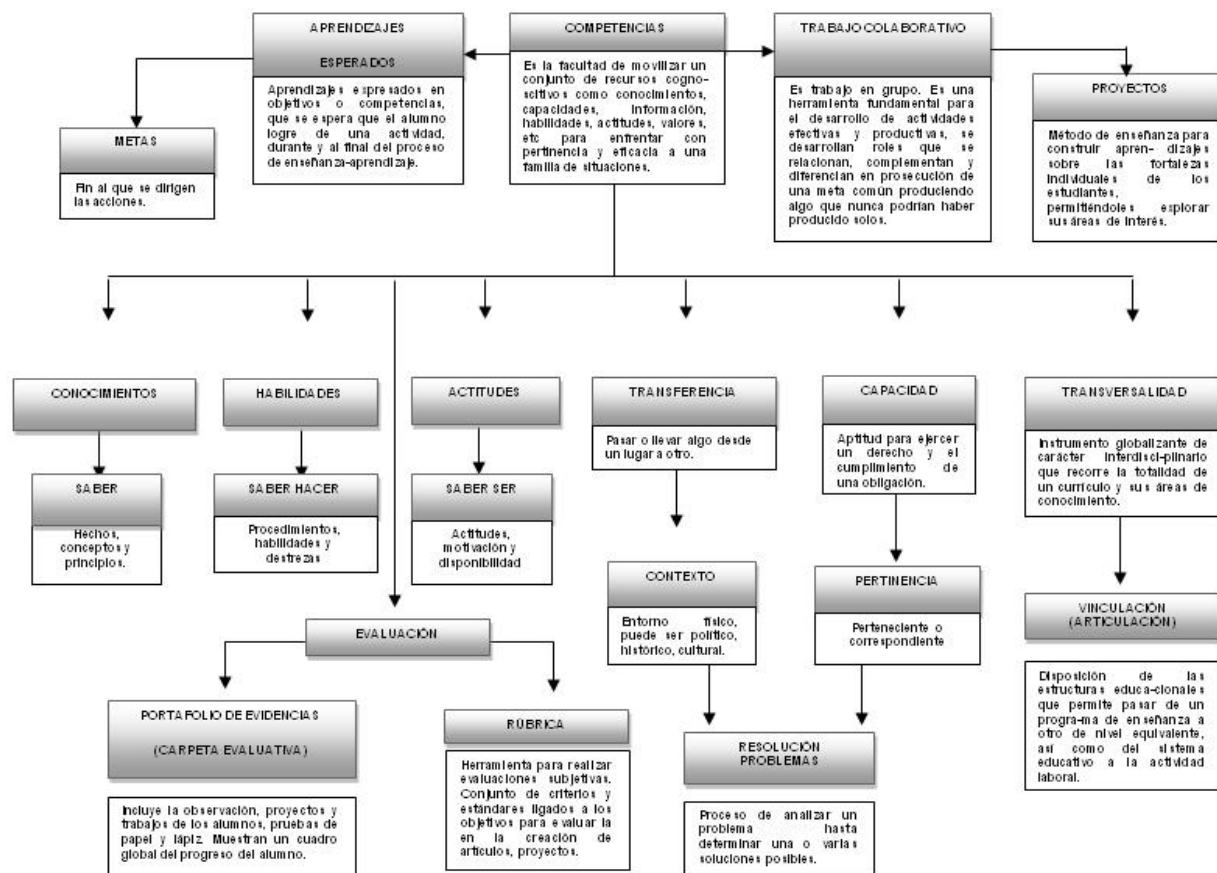 APRENDIZAJES
ESPERADOS
Aprendizajes expresados en
objetivos o competencias,
que se espera que el alumno
logre de una actividad,
durante y al final del proceso
de enseñanza-aprendizaje.
COMPETENCIAS
Es la facultad de movilizar un
conjunto de recursos cogno-
scitivos como conocimientos,
capacidades, información,
habilidades, actitudes, valores,
etc para enfrentar con
pertinencia y eficacia a una
familia de situaciones.
TRABAJO COLABORATIVO
Es trabajo en grupo. Es una
herramienta fundamental para
el desarrollo de actividades
efectivas y productivas, se
desarrollan roles que se
relacionan, complementan y
diferencian en prosecución de
una meta común produciendo
algo que nunca podrían haber
producido solos.
PROYECTOS
Método de enseñanza para
construir apren- dizajes
sobre las fortalezas
individuales de los
estudiantes,
permitiéndoles explorar
sus áreas de interés.
METAS
Fin al que se dirigen
las acciones.
CONOCIMIENTOS
SABER
Hechos,
conceptos y
principios.
HABILIDADES
SABER HACER
Procedimientos,
habilidades y
destrezas
ACTITUDES
SABER SER
Actitudes,
motivación y
disponibilidad
TRANSFERENCIA
Pasar o llevar algo desde
un lugar a otro.
CAPACIDAD
Aptitud para ejercer
un derecho y el
cumplimiento de
una obligación.
TRANSVERSALIDAD
Instrumento globalizante de
carácter interdisci-plinario
que recorre la totalidad de
un currículo y sus áreas de
conocimiento.
CONTEXTO
Entorno físico,
puede ser político,
histórico, cultural.
PERTINENCIA
Perteneciente o
correspondiente
VINCULACIÓN
(ARTICULACIÓN)
Disposición de las
estructuras educa-cionales
que permite pasar de un
progra-ma de enseñanza a
otro de nivel equivalente,
así como del sistema
educativo a la actividad
laboral.
EVALUACIÓN
PORTAFOLIO DE EVIDENCIAS
(CARPETA EVALUATIVA)
Incluye la observación, proyectos y
trabajos de los alumnos, pruebas de
papel y lápiz. Muestran un cuadro
global del progreso del alumno.
RÚBRICA
Herramienta para realizar
evaluaciones subjetivas.
Conjunto de criterios y
estándares ligados a los
objetivos para evaluar la
en la creación de
artículos, proyectos.
RESOLUCIÓN
PROBLEMAS
Proceso de analizar un
problema hasta
determinar una o varias
soluciones posibles.